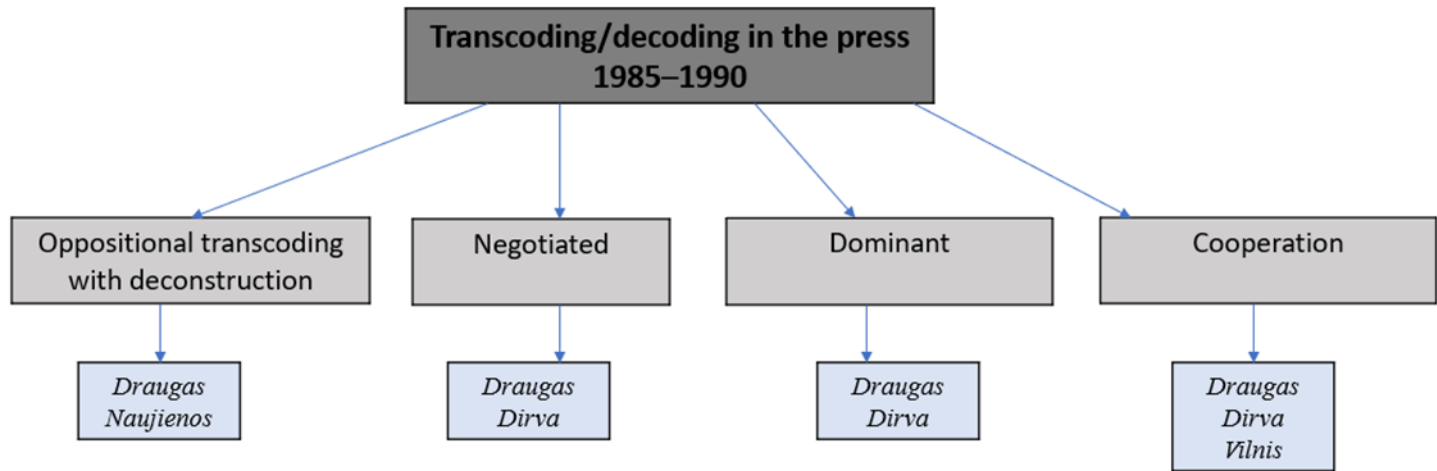 Transcoding/decoding in the press
1985–1990
Oppositional transcoding
with deconstruction
Negotiated
Dominant
Cooperation
Draugas
Naujienos
Draugas
Dirva
Draugas
Dirva
Draugas
Dirva
Vilnis